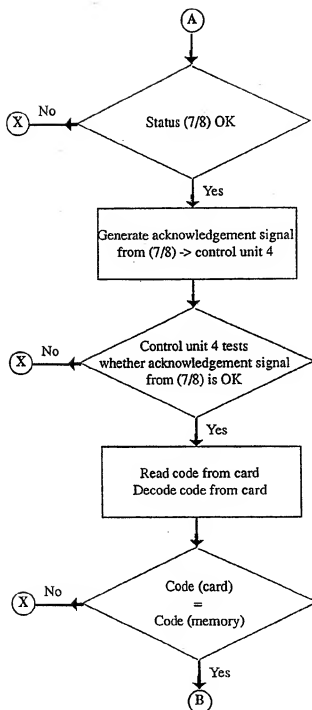 A
Status (7/8) OK
No
X
Yes
Generate acknowledgement signal
from (7/8) -> control unit 4
Control unit 4 tests
whether acknowledgement signal
from (7/8) is OK
No
X
Yes
Read code from card
Decode code from card
Code (card)
=
Code (memory)
No
X
Yes
B